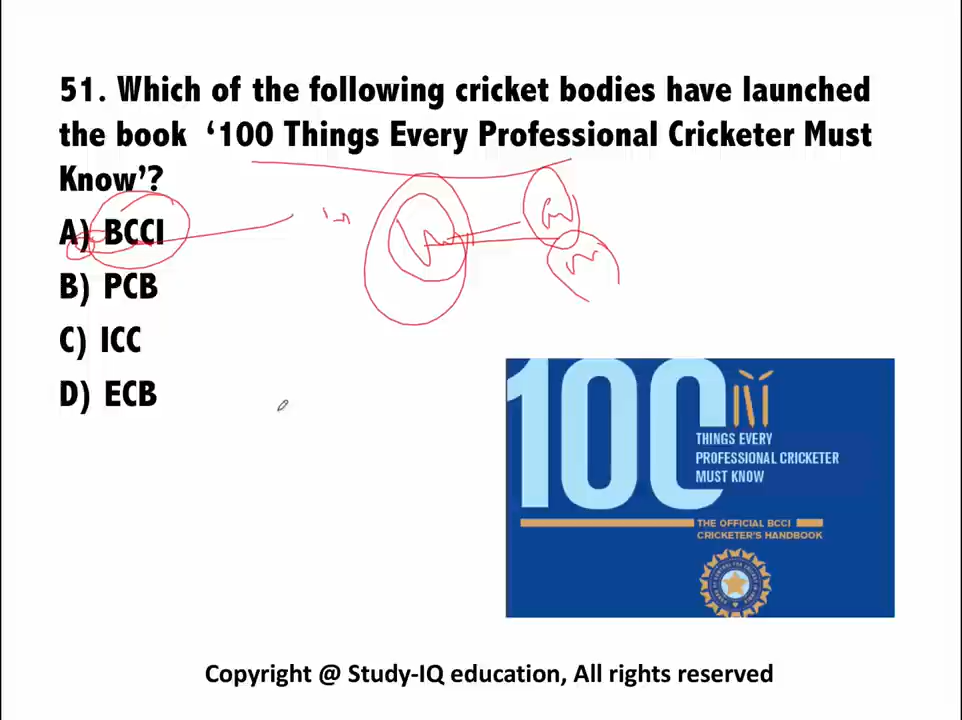 51. Which of the following cricket bodies have launched
the book ‘100 Things Every Professional Cricketer Must
Know’?
A) BCCI
B) PCB
C) ICC
D) ECB
100
THINGS EVERY
PROFESSIONAL CRICKETER
MUST KNOW
THE OFFICIAL BCCI
CRICKETER'S HANDBOOK
Copyright @ Study-IQ education, All rights reserved